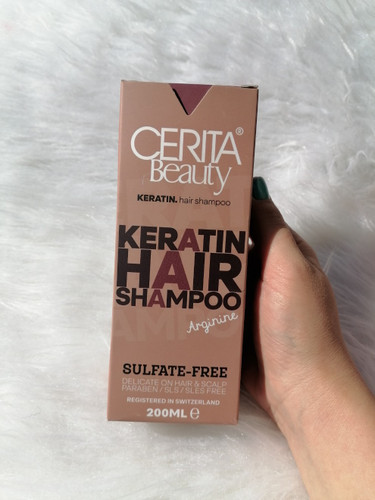 CERITA®
Beauty
KERATIN. hair shampoo
KERATIN
HAIR
SHAMPOO
Arginine
SULFATE-FREE
DELICATE ON HAIR & SCALP
PARABEN / SLS / SLES FREE
REGISTERED IN SWITZERLAND
200ML ℮